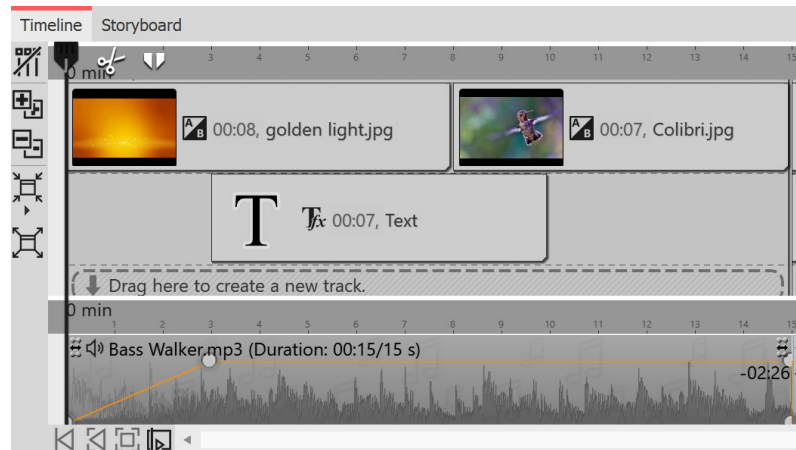 Timeline Storyboard
0 min 3 4 5 6 7 8 9 10 11 12 13 14 15
A B 00:08, golden light.jpg A B 00:07, Colibri.jpg
T Tfx 00:07, Text
Drag here to create a new track.
0 min
1 2 3 4 5 6 7 8 9 10 11 12 13 14 15
Bass Walker.mp3 (Duration: 00:15/15 s)
-02:26